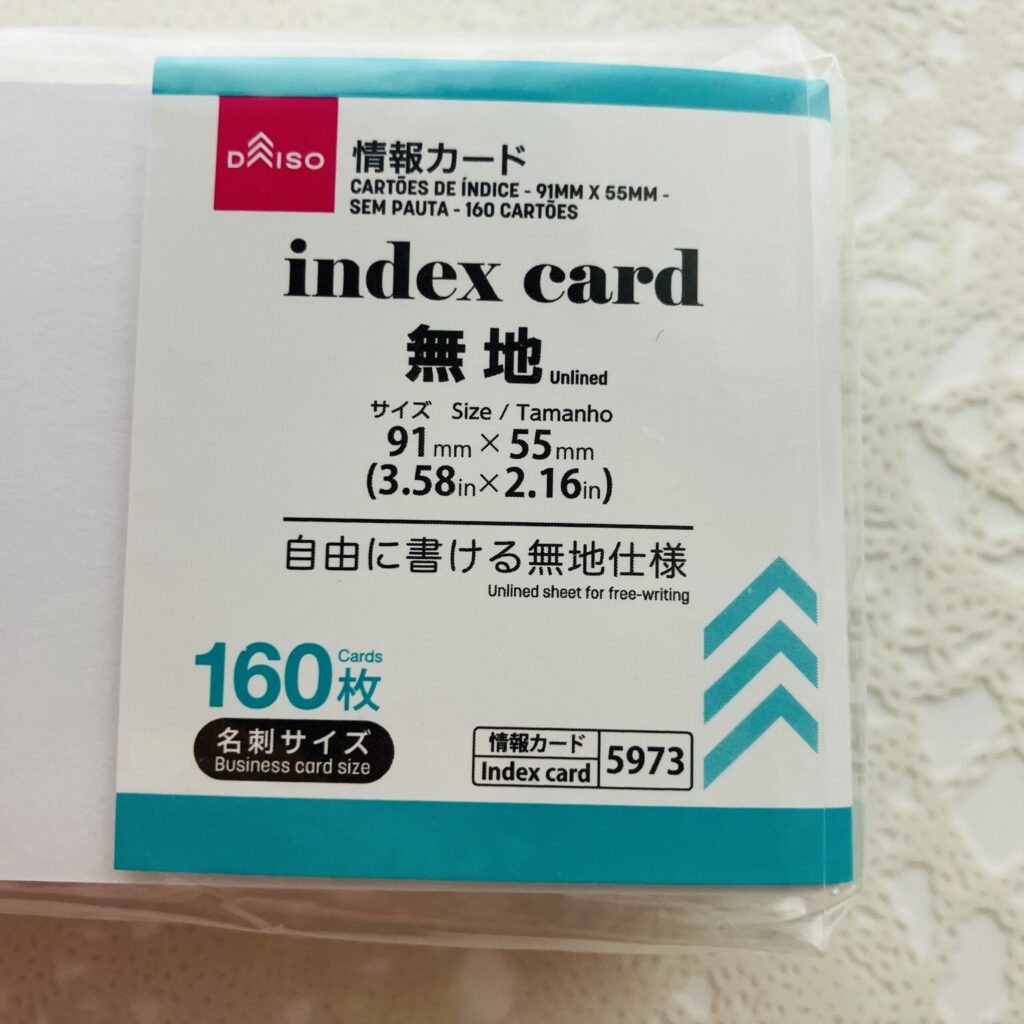 DAISO
情報カード
CARTÕES DE ÍNDICE - 91MM X 55MM -
SEM PAUTA - 160 CARTÕES
index card
無地 Unlined
サイズ Size / Tamanho
91mm×55mm
(3.58in×2.16in)
自由に書ける無地仕様
Unlined sheet for free-writing
160枚 Cards
名刺サイズ
Business card size
情報カード
Index card
5973